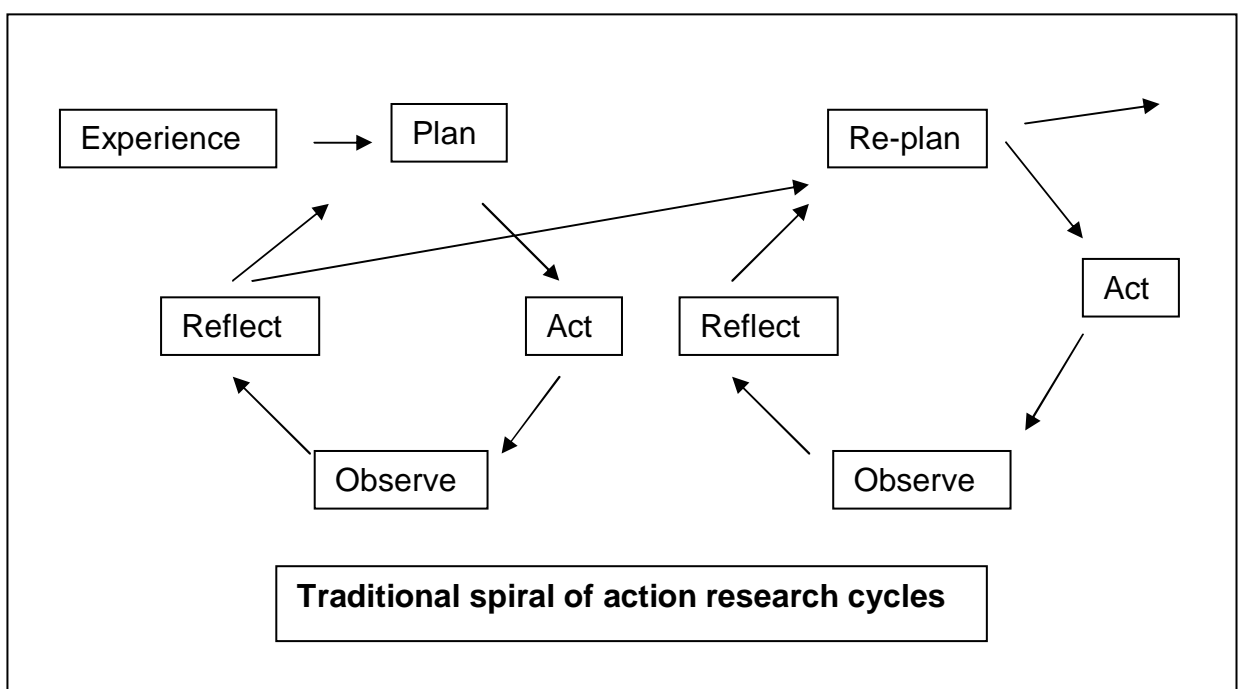 Experience
Plan
Re-plan
Reflect
Act
Reflect
Act
Observe
Observe
Traditional spiral of action research cycles